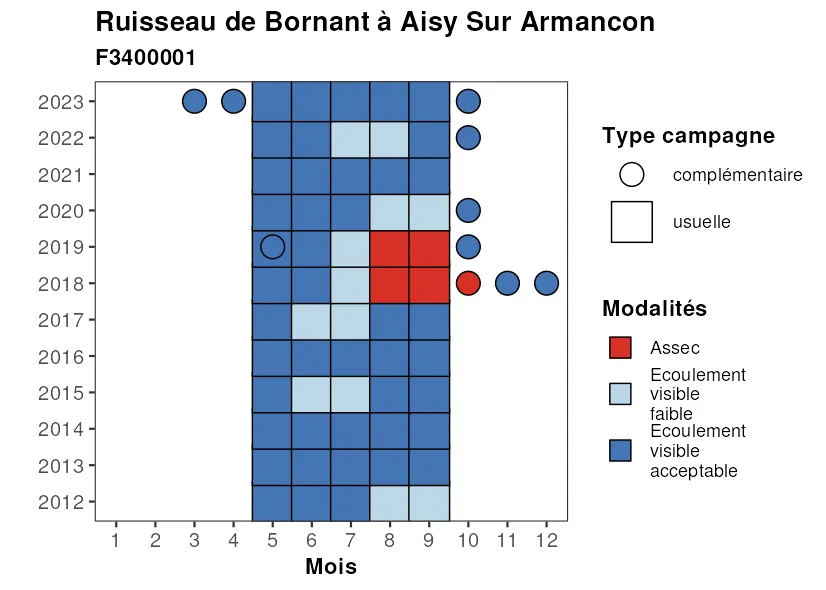 Ruisseau de Bornant à Aisy Sur Armancon
F3400001
2023
2022
2021
2020
2019
2018
2017
2016
2015
2014
2013
2012
1 2 3 4 5 6 7 8 9 10 11 12
Mois
Type campagne
complémentaire
usuelle
Modalités
Assec
Ecoulement
visible
faible
Ecoulement
visible
acceptable